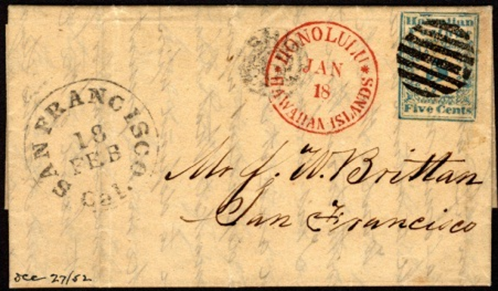 HONOLULU
JAN
18
HAWAIIAN ISLANDS
Hawaiian
Five Cents
SAN FRANCISCO
18
FEB
Cal.
Mr. J. W. Brittan
San Francisco
Dec 27/52